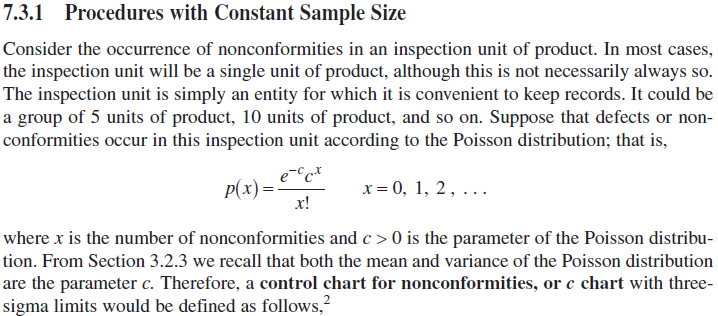 7.3.1 Procedures with Constant Sample Size
Consider the occurrence of nonconformities in an inspection unit of product. In most cases,
the inspection unit will be a single unit of product, although this is not necessarily always so.
The inspection unit is simply an entity for which it is convenient to keep records. It could be
a group of 5 units of product, 10 units of product, and so on. Suppose that defects or non-
conformities occur in this inspection unit according to the Poisson distribution; that is,
p(x) = e^{-c}c^{x} / x!    x = 0, 1, 2, ...
where x is the number of nonconformities and c > 0 is the parameter of the Poisson distribu-
tion. From Section 3.2.3 we recall that both the mean and variance of the Poisson distribution
are the parameter c. Therefore, a control chart for nonconformities, or c chart with three-
sigma limits would be defined as follows,²